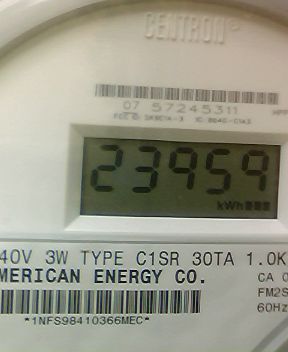 CENTRON®
07 57245311
23959
kWh
40V 3W TYPE C1SR 30TA 1.0K
MERICAN ENERGY CO.
CA 0
FM2S
60Hz
*1NFS98410366MEC*